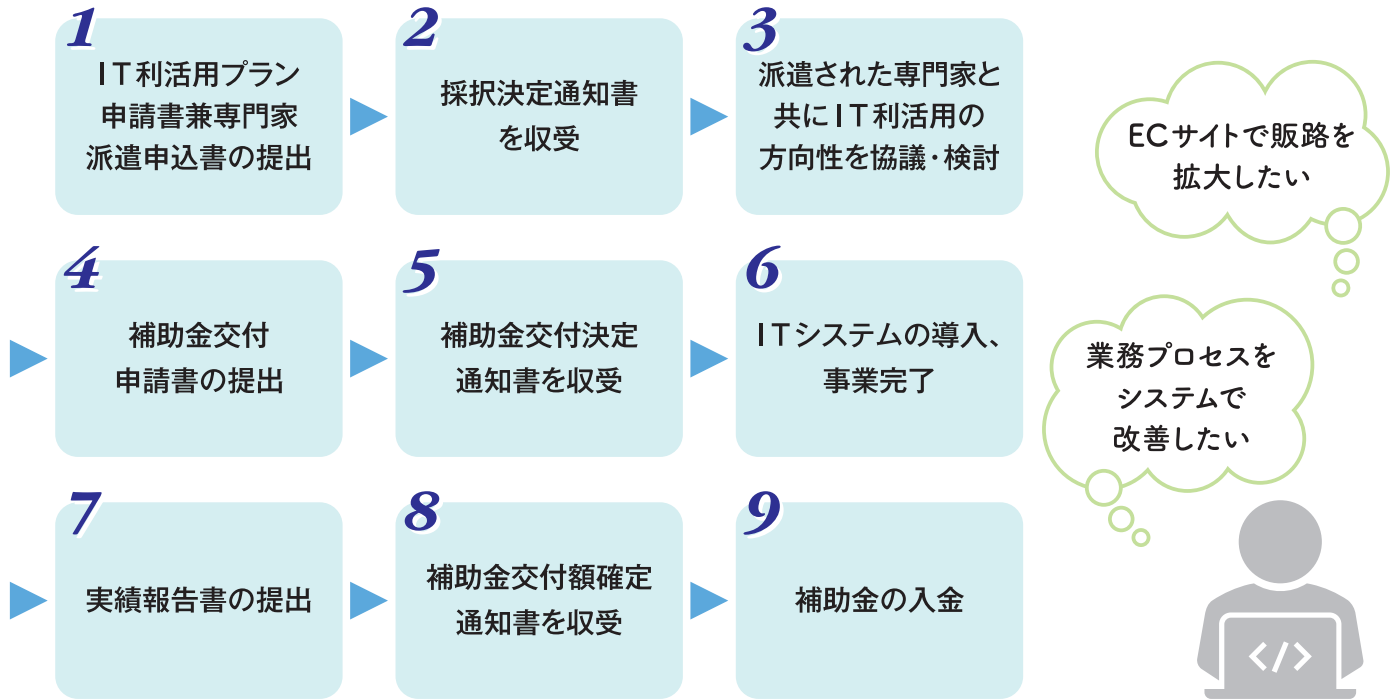 1
IT利活用プラン
申請書兼専門家
派遣申込書の提出
2
採択決定通知書
を収受
3
派遣された専門家と
共にIT利活用の
方向性を協議・検討
4
補助金交付
申請書の提出
5
補助金交付決定
通知書を収受
6
ITシステムの導入、
事業完了
7
実績報告書の提出
8
補助金交付額確定
通知書を収受
9
補助金の入金
ECサイトで販路を
拡大したい
業務プロセスを
システムで
改善したい
</>